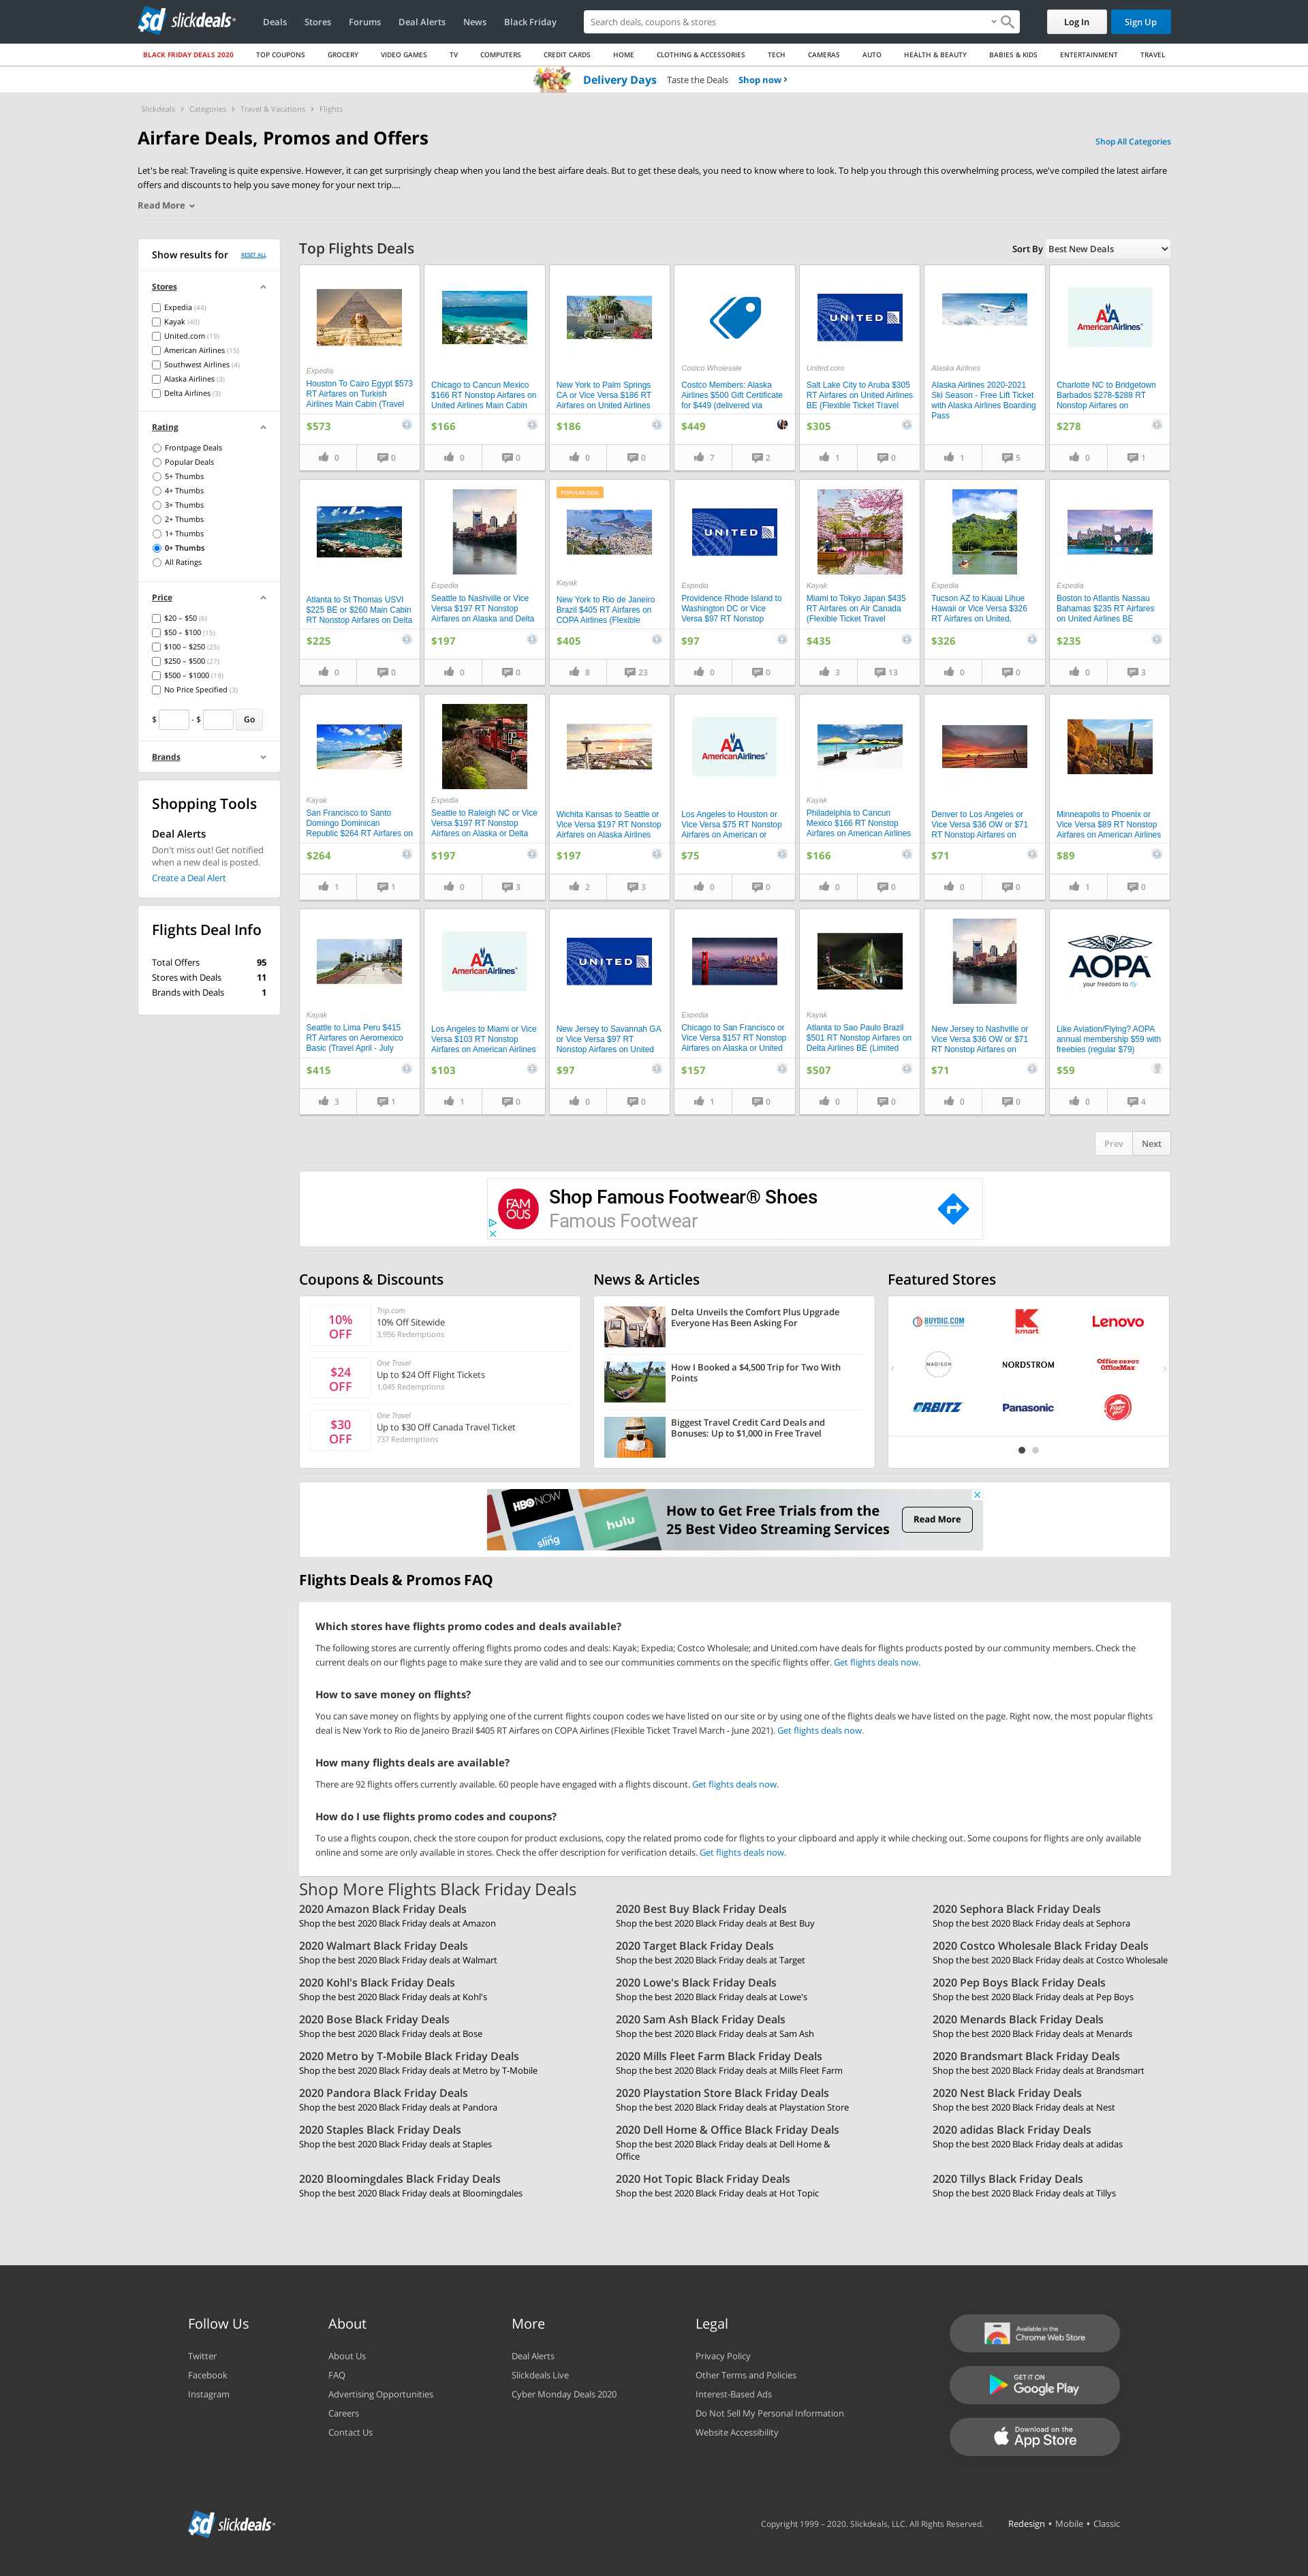 sd slickdeals
Deals Stores Forums Deal Alerts News Black Friday
Search deals, coupons & stores
Log In
Sign Up
BLACK FRIDAY DEALS 2020 TOP COUPONS GROCERY VIDEO GAMES TV COMPUTERS CREDIT CARDS HOME CLOTHING & ACCESSORIES TECH CAMERAS AUTO HEALTH & BEAUTY BABIES & KIDS ENTERTAINMENT TRAVEL
Delivery Days Taste the Deals Shop now ›
Slickdeals › Categories › Travel & Vacations › Flights
Airfare Deals, Promos and Offers
Shop All Categories
Let's be real: Traveling is quite expensive. However, it can get surprisingly cheap when you land the best airfare deals. But to get these deals, you need to know where to look. To help you through this overwhelming process, we've compiled the latest airfare
offers and discounts to help you save money for your next trip....
Read More
Show results for
RESET ALL
Stores
Expedia (44)
Kayak (40)
United.com (19)
American Airlines (15)
Southwest Airlines (4)
Alaska Airlines (3)
Delta Airlines (3)
Rating
Frontpage Deals
Popular Deals
5+ Thumbs
4+ Thumbs
3+ Thumbs
2+ Thumbs
1+ Thumbs
0+ Thumbs
All Ratings
Price
$20 – $50 (6)
$50 – $100 (15)
$100 – $250 (25)
$250 – $500 (27)
$500 – $1000 (19)
No Price Specified (3)
$ - $ Go
Brands
Shopping Tools
Deal Alerts
Don't miss out! Get notified
when a new deal is posted.
Create a Deal Alert
Flights Deal Info
Total Offers 95
Stores with Deals 11
Brands with Deals 1
Top Flights Deals
Sort By Best New Deals
Expedia
Houston To Cairo Egypt $573
RT Airfares on Turkish
Airlines Main Cabin (Travel
$573
0 0
Chicago to Cancun Mexico
$166 RT Nonstop Airfares on
United Airlines Main Cabin
$166
0 0
New York to Palm Springs
CA or Vice Versa $186 RT
Airfares on United Airlines
$186
0 0
Costco Wholesale
Costco Members: Alaska
Airlines $500 Gift Certificate
for $449 (delivered via
$449
7 2
UNITED
United.com
Salt Lake City to Aruba $305
RT Airfares on United Airlines
BE (Flexible Ticket Travel
$305
1 0
Alaska Airlines
Alaska Airlines 2020-2021
Ski Season - Free Lift Ticket
with Alaska Airlines Boarding
Pass
1 5
AA
AmericanAirlines
Charlotte NC to Bridgetown
Barbados $278-$288 RT
Nonstop Airfares on
$278
0 1
Atlanta to St Thomas USVI
$225 BE or $260 Main Cabin
RT Nonstop Airfares on Delta
$225
0 0
Expedia
Seattle to Nashville or Vice
Versa $197 RT Nonstop
Airfares on Alaska and Delta
$197
0 0
POPULAR DEAL
Kayak
New York to Rio de Janeiro
Brazil $405 RT Airfares on
COPA Airlines (Flexible
$405
8 23
UNITED
Expedia
Providence Rhode Island to
Washington DC or Vice
Versa $97 RT Nonstop
$97
0 0
Kayak
Miami to Tokyo Japan $435
RT Airfares on Air Canada
(Flexible Ticket Travel
$435
3 13
Expedia
Tucson AZ to Kauai Lihue
Hawaii or Vice Versa $326
RT Airfares on United,
$326
0 0
Expedia
Boston to Atlantis Nassau
Bahamas $235 RT Airfares
on United Airlines BE
$235
0 3
Kayak
San Francisco to Santo
Domingo Dominican
Republic $264 RT Airfares on
$264
1 1
Expedia
Seattle to Raleigh NC or Vice
Versa $197 RT Nonstop
Airfares on Alaska or Delta
$197
0 3
Wichita Kansas to Seattle or
Vice Versa $197 RT Nonstop
Airfares on Alaska Airlines
$197
2 3
AA
AmericanAirlines
Los Angeles to Houston or
Vice Versa $75 RT Nonstop
Airfares on American or
$75
0 0
Kayak
Philadelphia to Cancun
Mexico $166 RT Nonstop
Airfares on American Airlines
$166
0 0
Denver to Los Angeles or
Vice Versa $36 OW or $71
RT Nonstop Airfares on
$71
0 0
Minneapolis to Phoenix or
Vice Versa $89 RT Nonstop
Airfares on American Airlines
$89
1 0
Kayak
Seattle to Lima Peru $415
RT Airfares on Aeromexico
Basic (Travel April - July
$415
3 1
AA
AmericanAirlines
Los Angeles to Miami or Vice
Versa $103 RT Nonstop
Airfares on American Airlines
$103
1 0
UNITED
New Jersey to Savannah GA
or Vice Versa $97 RT
Nonstop Airfares on United
$97
0 0
Expedia
Chicago to San Francisco or
Vice Versa $157 RT Nonstop
Airfares on Alaska or United
$157
1 0
Kayak
Atlanta to Sao Paulo Brazil
$501 RT Nonstop Airfares on
Delta Airlines BE (Limited
$507
0 0
New Jersey to Nashville or
Vice Versa $36 OW or $71
RT Nonstop Airfares on
$71
0 0
AOPA
your freedom to fly
Like Aviation/Flying? AOPA
annual membership $59 with
freebies (regular $79)
$59
0 4
Prev Next
FAMOUS
Shop Famous Footwear® Shoes
Famous Footwear
Coupons & Discounts
10% OFF
Trip.com
10% Off Sitewide
3,956 Redemptions
$24 OFF
One Travel
Up to $24 Off Flight Tickets
1,045 Redemptions
$30 OFF
One Travel
Up to $30 Off Canada Travel Ticket
737 Redemptions
News & Articles
Delta Unveils the Comfort Plus Upgrade
Everyone Has Been Asking For
How I Booked a $4,500 Trip for Two With
Points
Biggest Travel Credit Card Deals and
Bonuses: Up to $1,000 in Free Travel
Featured Stores
BUYDIG.COM Kmart Lenovo
MADISON NORDSTROM Office DEPOT OfficeMax
ORBITZ Panasonic Pizza Hut
HBO NOW
sling
hulu
How to Get Free Trials from the
25 Best Video Streaming Services
Read More
Flights Deals & Promos FAQ
Which stores have flights promo codes and deals available?
The following stores are currently offering flights promo codes and deals: Kayak; Expedia; Costco Wholesale; and United.com have deals for flights products posted by our community members. Check the
current deals on our flights page to make sure they are valid and to see our communities comments on the specific flights offer. Get flights deals now.
How to save money on flights?
You can save money on flights by applying one of the current flights coupon codes we have listed on our site or by using one of the flights deals we have listed on the page. Right now, the most popular flights
deal is New York to Rio de Janeiro Brazil $405 RT Airfares on COPA Airlines (Flexible Ticket Travel March - June 2021). Get flights deals now.
How many flights deals are available?
There are 92 flights offers currently available. 60 people have engaged with a flights discount. Get flights deals now.
How do I use flights promo codes and coupons?
To use a flights coupon, check the store coupon for product exclusions, copy the related promo code for flights to your clipboard and apply it while checking out. Some coupons for flights are only available
online and some are only available in stores. Check the offer description for verification details. Get flights deals now.
Shop More Flights Black Friday Deals
2020 Amazon Black Friday Deals
Shop the best 2020 Black Friday deals at Amazon
2020 Best Buy Black Friday Deals
Shop the best 2020 Black Friday deals at Best Buy
2020 Sephora Black Friday Deals
Shop the best 2020 Black Friday deals at Sephora
2020 Walmart Black Friday Deals
Shop the best 2020 Black Friday deals at Walmart
2020 Target Black Friday Deals
Shop the best 2020 Black Friday deals at Target
2020 Costco Wholesale Black Friday Deals
Shop the best 2020 Black Friday deals at Costco Wholesale
2020 Kohl's Black Friday Deals
Shop the best 2020 Black Friday deals at Kohl's
2020 Lowe's Black Friday Deals
Shop the best 2020 Black Friday deals at Lowe's
2020 Pep Boys Black Friday Deals
Shop the best 2020 Black Friday deals at Pep Boys
2020 Bose Black Friday Deals
Shop the best 2020 Black Friday deals at Bose
2020 Sam Ash Black Friday Deals
Shop the best 2020 Black Friday deals at Sam Ash
2020 Menards Black Friday Deals
Shop the best 2020 Black Friday deals at Menards
2020 Metro by T-Mobile Black Friday Deals
Shop the best 2020 Black Friday deals at Metro by T-Mobile
2020 Mills Fleet Farm Black Friday Deals
Shop the best 2020 Black Friday deals at Mills Fleet Farm
2020 Brandsmart Black Friday Deals
Shop the best 2020 Black Friday deals at Brandsmart
2020 Pandora Black Friday Deals
Shop the best 2020 Black Friday deals at Pandora
2020 Playstation Store Black Friday Deals
Shop the best 2020 Black Friday deals at Playstation Store
2020 Nest Black Friday Deals
Shop the best 2020 Black Friday deals at Nest
2020 Staples Black Friday Deals
Shop the best 2020 Black Friday deals at Staples
2020 Dell Home & Office Black Friday Deals
Shop the best 2020 Black Friday deals at Dell Home &
Office
2020 adidas Black Friday Deals
Shop the best 2020 Black Friday deals at adidas
2020 Bloomingdales Black Friday Deals
Shop the best 2020 Black Friday deals at Bloomingdales
2020 Hot Topic Black Friday Deals
Shop the best 2020 Black Friday deals at Hot Topic
2020 Tillys Black Friday Deals
Shop the best 2020 Black Friday deals at Tillys
Follow Us
Twitter
Facebook
Instagram
About
About Us
FAQ
Advertising Opportunities
Careers
Contact Us
More
Deal Alerts
Slickdeals Live
Cyber Monday Deals 2020
Legal
Privacy Policy
Other Terms and Policies
Interest-Based Ads
Do Not Sell My Personal Information
Website Accessibility
Available in the
Chrome Web Store
GET IT ON
Google Play
Download on the
App Store
sd slickdeals
Copyright 1999 – 2020. Slickdeals, LLC. All Rights Reserved.
Redesign • Mobile • Classic